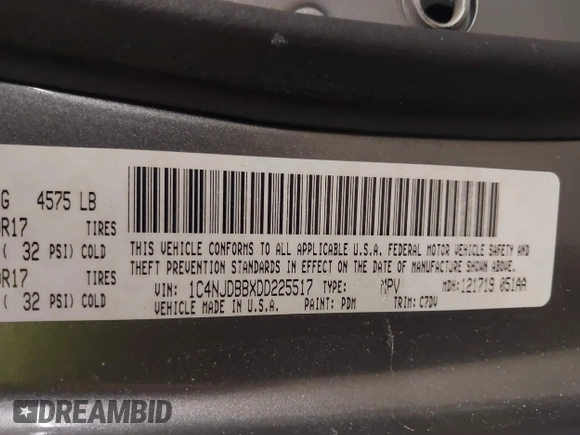 G 4575 LB
0R17 TIRES
( 32 PSI) COLD
0R17 TIRES
( 32 PSI) COLD
THIS VEHICLE CONFORMS TO ALL APPLICABLE U.S.A. FEDERAL MOTOR VEHICLE SAFETY AND
THEFT PREVENTION STANDARDS IN EFFECT ON THE DATE OF MANUFACTURE SHOWN ABOVE.
VIN: 1C4NJDBBXDD225517 TYPE: MPV MDH: 121719 051AA
VEHICLE MADE IN U.S.A. PAINT: PDM TRIM: C7DV
DREAMBID